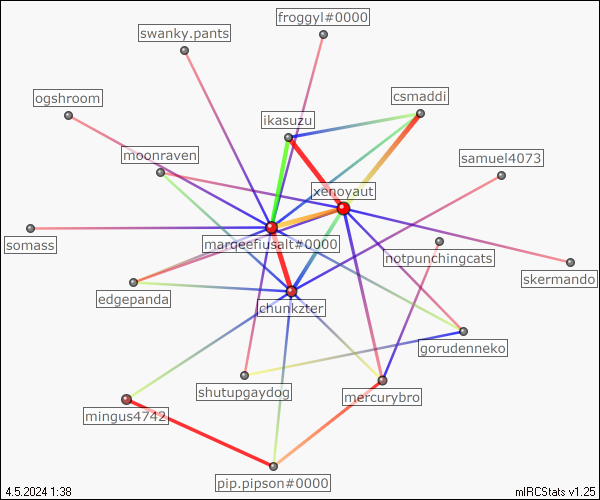 froggyl#0000
swanky.pants
csmaddi
ogshroom
ikasuzu
moonraven
samuel4073
xenoyaut
somass
marqeefiusalt#0000
notpunchingcats
skermando
edgepanda
chunkzter
gorudenneko
shutupgaydog
mercurybro
mingus4742
pip.pipson#0000
4.5.2024 1:38
mIRCStats v1.25